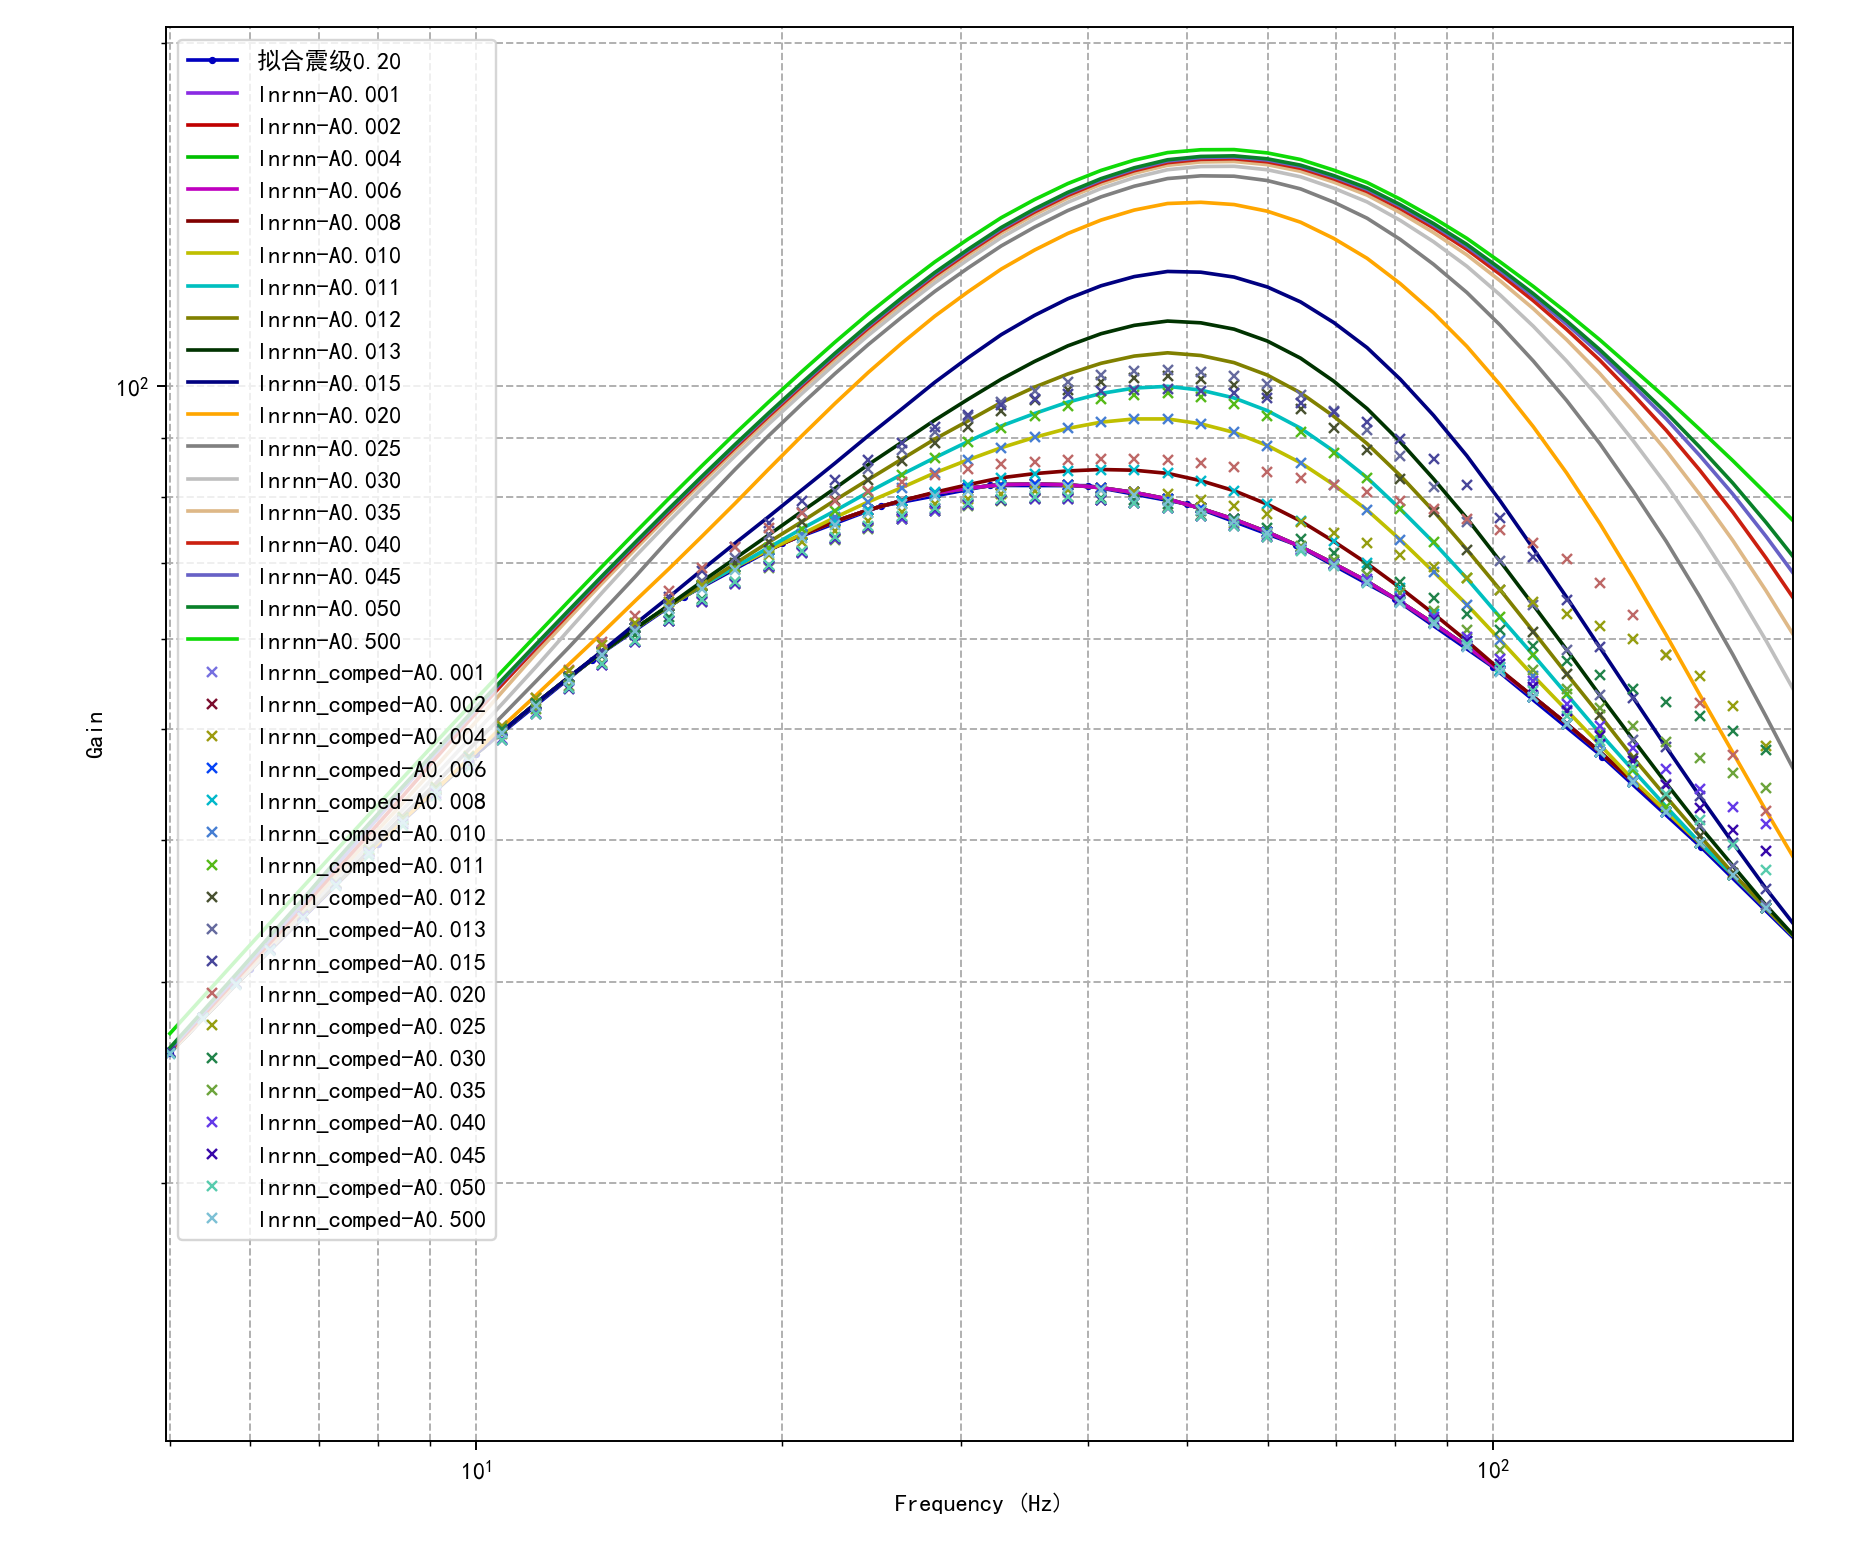 拟合震级0.20
lnrnn-A0.001
lnrnn-A0.002
lnrnn-A0.004
lnrnn-A0.006
lnrnn-A0.008
lnrnn-A0.010
lnrnn-A0.011
lnrnn-A0.012
lnrnn-A0.013
lnrnn-A0.015
lnrnn-A0.020
lnrnn-A0.025
lnrnn-A0.030
lnrnn-A0.035
lnrnn-A0.040
lnrnn-A0.045
lnrnn-A0.050
lnrnn-A0.500
lnrnn_comped-A0.001
lnrnn_comped-A0.002
lnrnn_comped-A0.004
lnrnn_comped-A0.006
lnrnn_comped-A0.008
lnrnn_comped-A0.010
lnrnn_comped-A0.011
lnrnn_comped-A0.012
lnrnn_comped-A0.013
lnrnn_comped-A0.015
lnrnn_comped-A0.020
lnrnn_comped-A0.025
lnrnn_comped-A0.030
lnrnn_comped-A0.035
lnrnn_comped-A0.040
lnrnn_comped-A0.045
lnrnn_comped-A0.050
lnrnn_comped-A0.500
10²
Gain
10¹ 10²
Frequency (Hz)